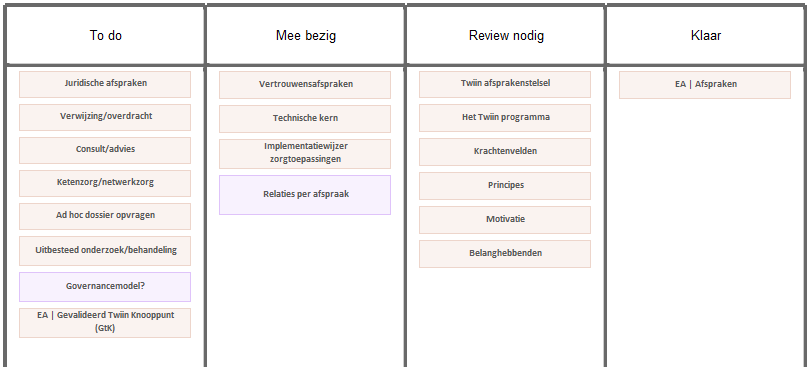 To do
Juridische afspraken
Verwijzing/overdracht
Consult/advies
Ketenzorg/netwerkzorg
Ad hoc dossier opvragen
Uitbesteed onderzoek/behandeling
Governancemodel?
EA | Gevalideerd Twiin Knooppunt
(GtK)
Mee bezig
Vertrouwensafspraken
Technische kern
Implementatiewijzer
zorgtoepassingen
Relaties per afspraak
Review nodig
Twiin afsprakenstelsel
Het Twiin programma
Krachtenvelden
Principes
Motivatie
Belanghebbenden
Klaar
EA | Afspraken